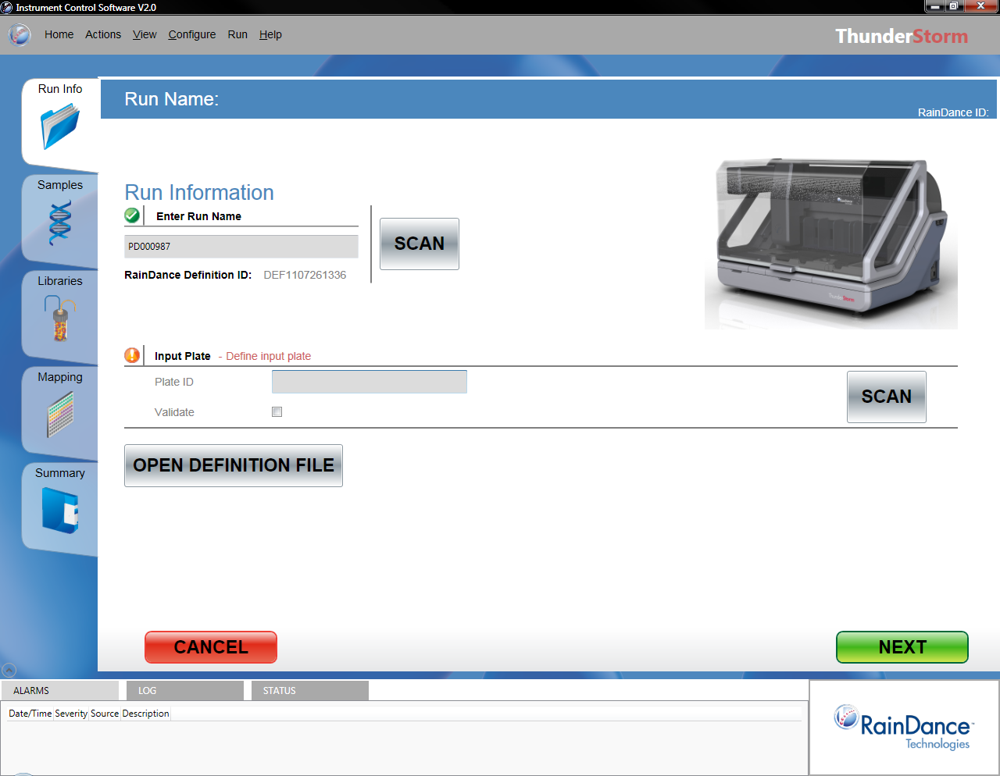 Instrument Control Software V2.0
Home Actions View Configure Run Help
ThunderStorm
Run Info
Run Name:
RainDance ID:
Samples
Run Information
Enter Run Name
SCAN
PD000987
RainDance Definition ID: DEF1107261336
Libraries
ThunderStorm
Input Plate - Define input plate
Plate ID
SCAN
Validate
Mapping
OPEN DEFINITION FILE
Summary
CANCEL
NEXT
ALARMS LOG STATUS
Date/Time Severity Source Description
RainDance
Technologies